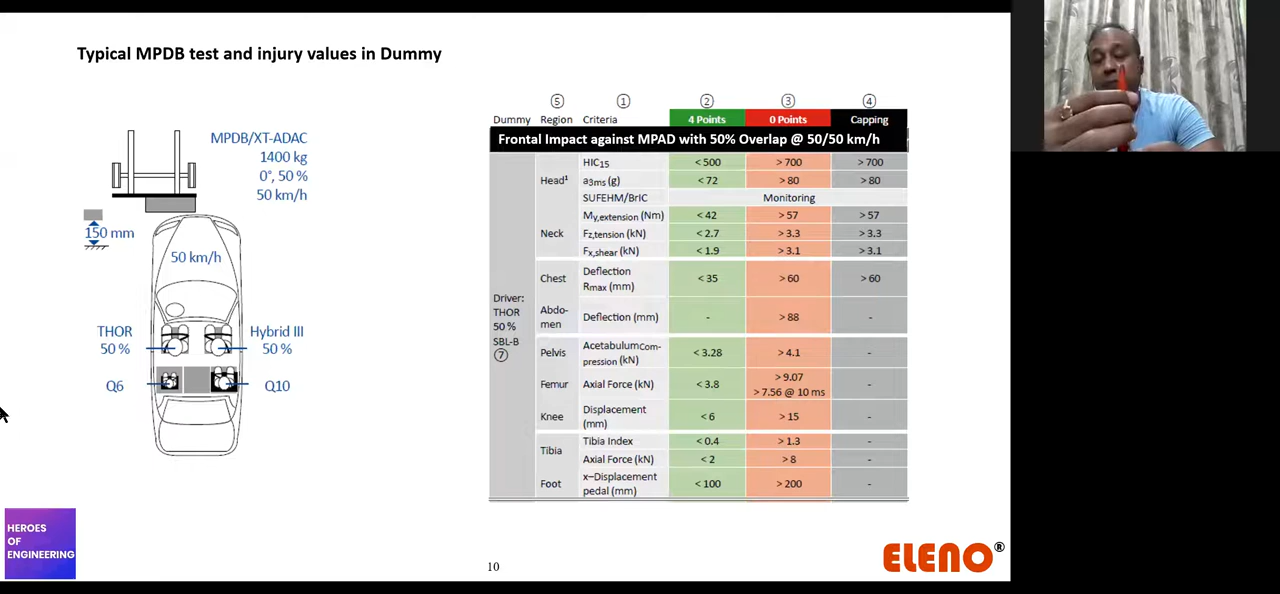 Typical MPDB test and injury values in Dummy
MPDB/XT-ADAC
1400 kg
0°, 50 %
50 km/h
150 mm
50 km/h
THOR
50 %
Hybrid III
50 %
Q6
Q10
⑤ ① ② ③ ④
Dummy Region Criteria 4 Points 0 Points Capping
Frontal Impact against MPAD with 50% Overlap @ 50/50 km/h
Driver:
THOR
50 %
SBL-B
⑦
Head¹
HIC15 < 500 > 700 > 700
a3ms (g) < 72 > 80 > 80
SUFEHM/BrIC Monitoring
Neck
My,extension (Nm) < 42 > 57 > 57
Fz,tension (kN) < 2.7 > 3.3 > 3.3
Fx,shear (kN) < 1.9 > 3.1 > 3.1
Chest
Deflection
Rmax (mm) < 35 > 60 > 60
Abdo-
men
Deflection (mm) - > 88 -
Pelvis
AcetabulumCom-
pression (kN) < 3.28 > 4.1 -
Femur
Axial Force (kN) < 3.8 > 9.07
> 7.56 @ 10 ms -
Knee
Displacement
(mm) < 6 > 15 -
Tibia
Tibia Index < 0.4 > 1.3 -
Axial Force (kN) < 2 > 8 -
Foot
x–Displacement
pedal (mm) < 100 > 200 -
HEROES
OF
ENGINEERING
10
ELENO®